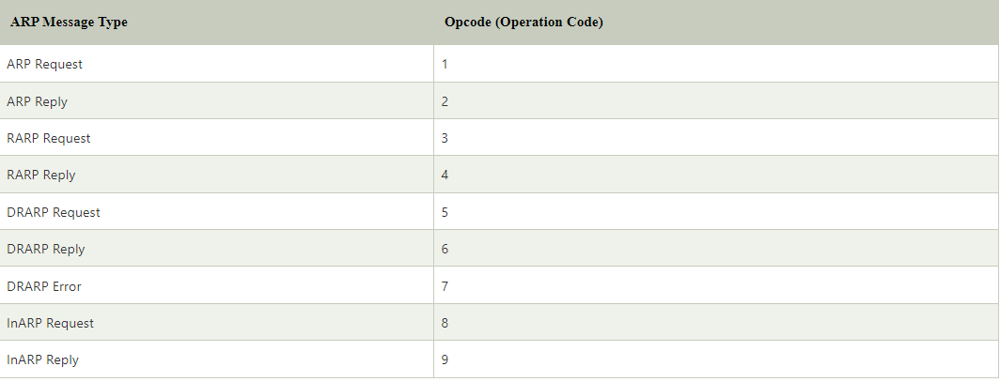 ARP Message Type Opcode (Operation Code)
ARP Request 1
ARP Reply 2
RARP Request 3
RARP Reply 4
DRARP Request 5
DRARP Reply 6
DRARP Error 7
InARP Request 8
InARP Reply 9